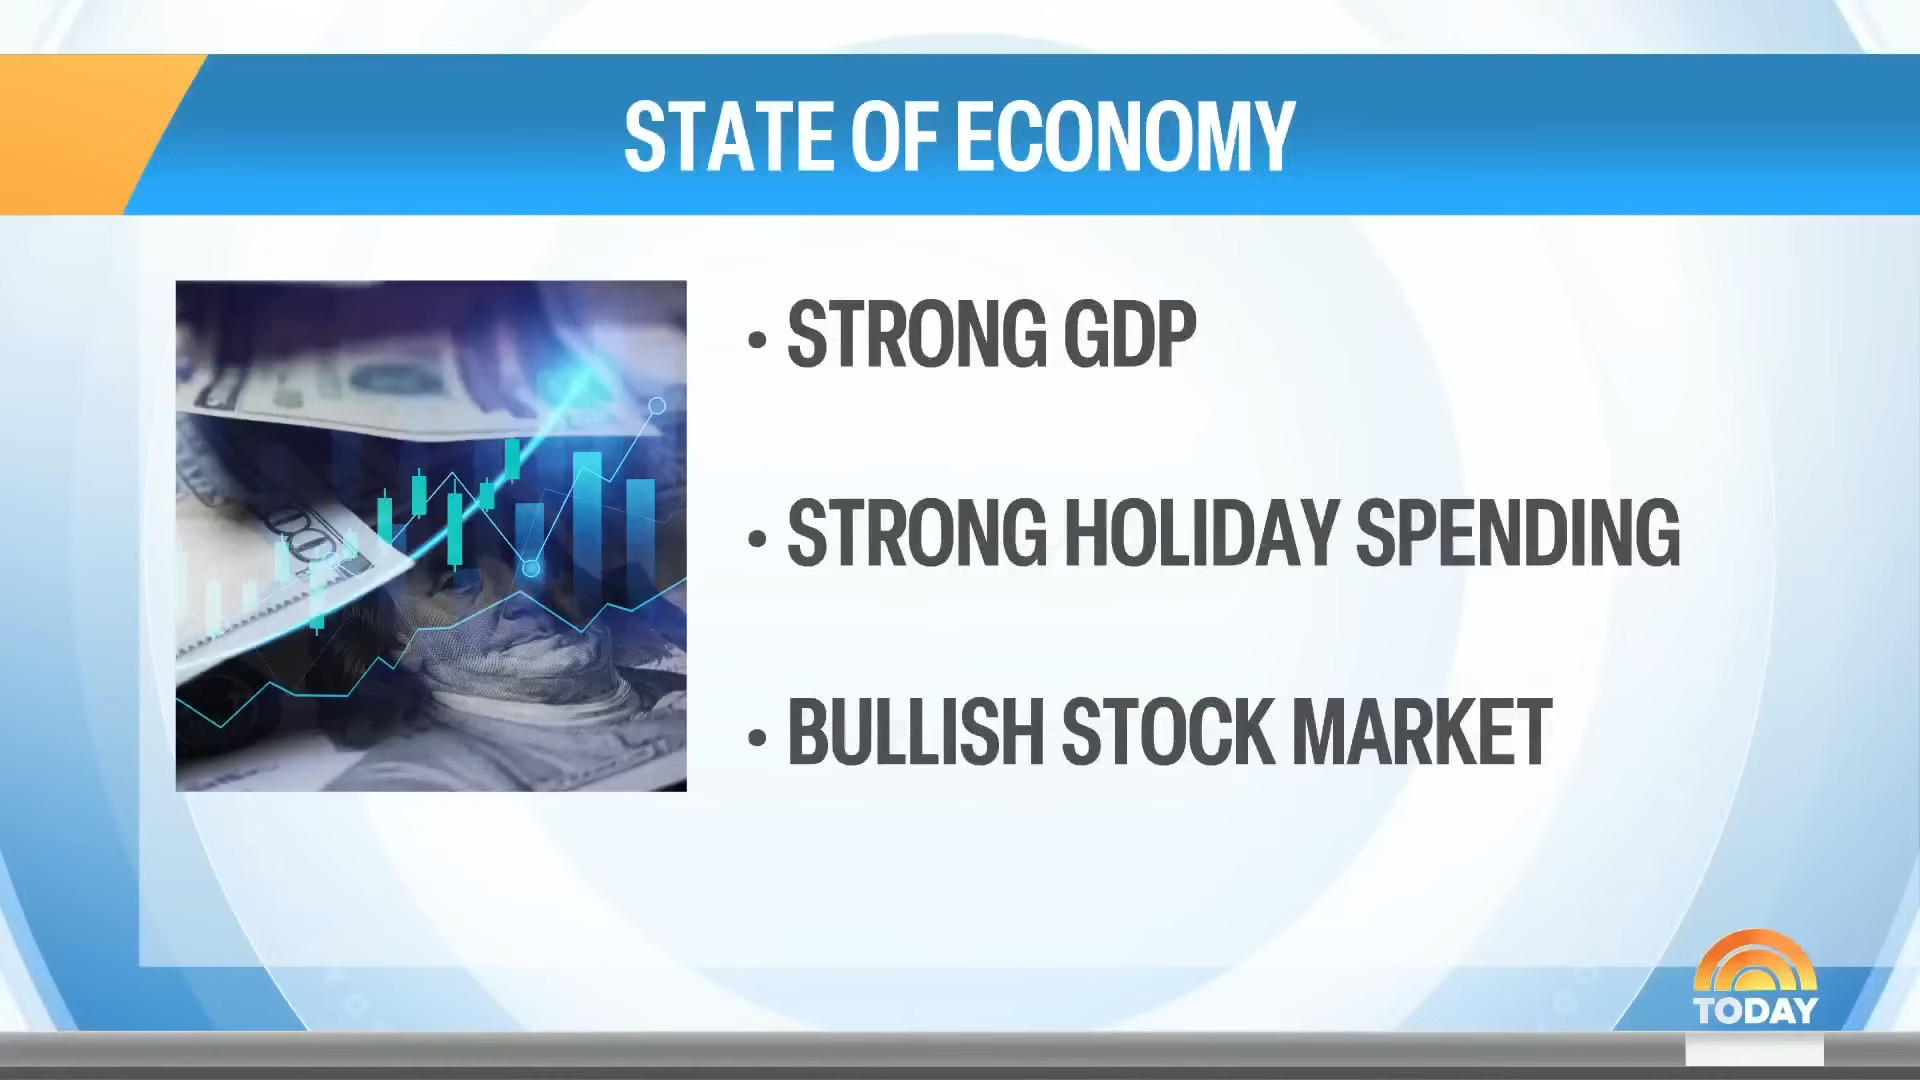 STATE OF ECONOMY
• STRONG GDP
• STRONG HOLIDAY SPENDING
• BULLISH STOCK MARKET
TODAY